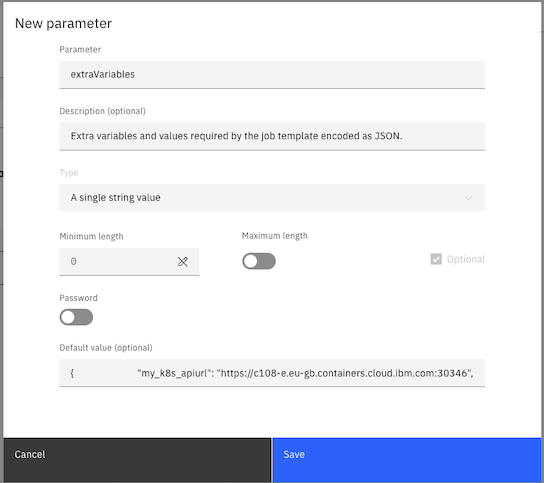 New parameter
Parameter
extraVariables
Description (optional)
Extra variables and values required by the job template encoded as JSON.
Type
A single string value
Minimum length
Maximum length
0
Optional
Password
Default value (optional)
{ "my_k8s_apiurl": "https://c108-e.eu-gb.containers.cloud.ibm.com:30346",
Cancel
Save